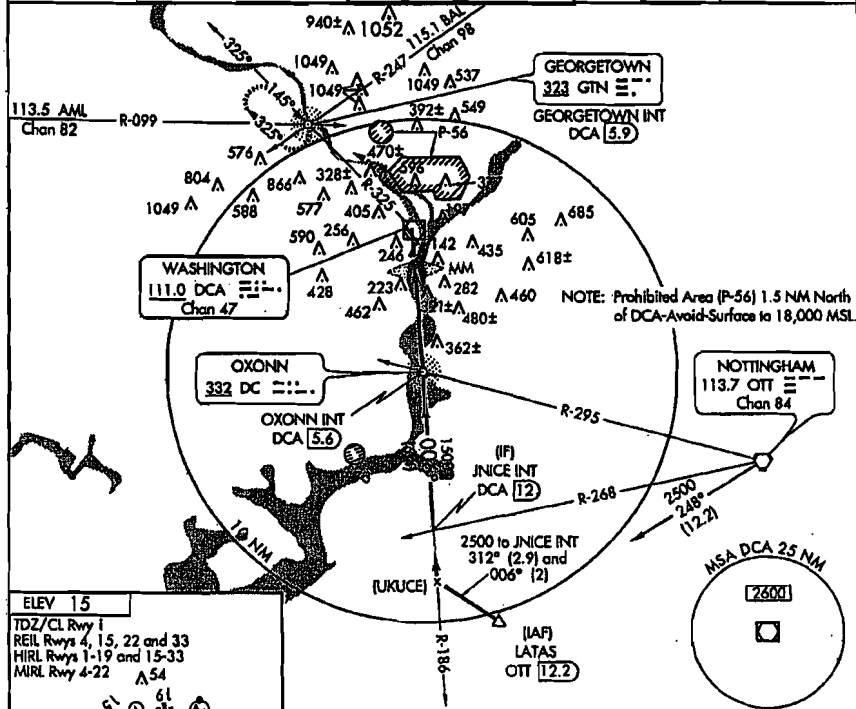 940±
1052
115.1 BAL
Chan 98
R-247
325°
145°
325°
1049
1049
1049
537
392±
549
GEORGETOWN
323 GTN
GEORGETOWN INT
DCA 5.9
113.5 AML
Chan 82
R-099
P-56
470±
596
576
804
866
328±
R-325
1049
588
577
405
197
685
605
590
256
246
142
435
618±
WASHINGTON
111.0 DCA
Chan 47
428
MM
223
282
460
462
321±
480±
NOTE: Prohibited Area (P-56) 1.5 NM North
of DCA-Avoid-Surface to 18,000 MSL.
362±
OXONN
332 DC
OXONN INT
DCA 5.6
NOTTINGHAM
113.7 OTT
Chan 84
R-295
1500
(IF)
JNICE INT
DCA 12
R-268
2500
248°
(12.2)
10 NM
2500 to JNICE INT
312° (2.9) and
006° (2)
(UKUCE)
MSA DCA 25 NM
2600
R-186
(IAF)
LATAS
OTT 12.2
ELEV 15
TDZ/CL Rwy 1
REIL Rwys 4, 15, 22 and 33
HIRL Rwys 1-19 and 15-33
MIRL Rwy 4-22
54
15
19